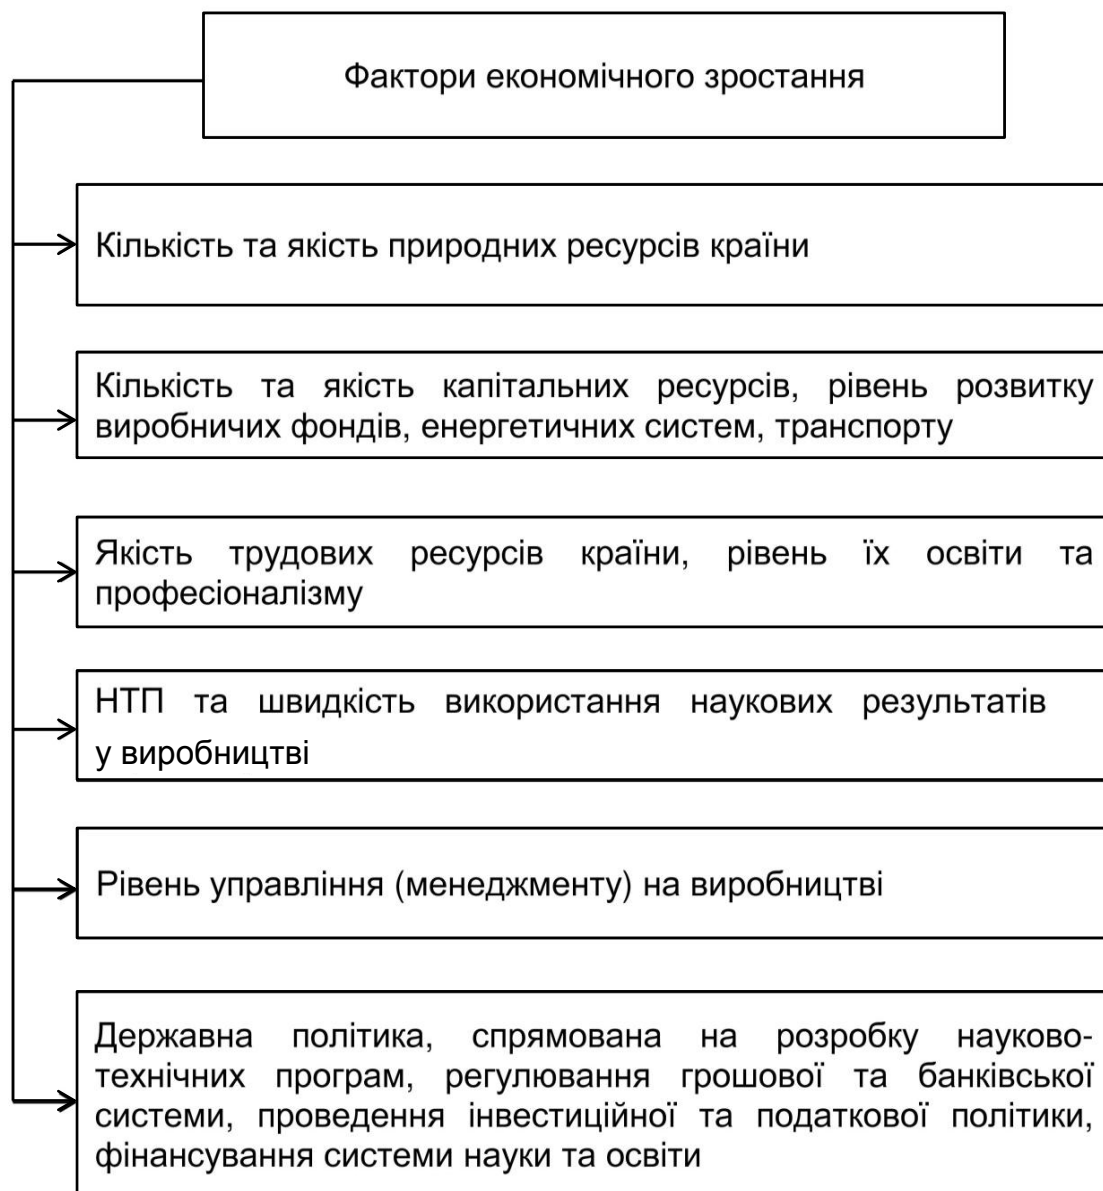 Фактори економічного зростання
Кількість та якість природних ресурсів країни
Кількість та якість капітальних ресурсів, рівень розвитку
виробничих фондів, енергетичних систем, транспорту
Якість трудових ресурсів країни, рівень їх освіти та
професіоналізму
НТП та швидкість використання наукових результатів
у виробництві
Рівень управління (менеджменту) на виробництві
Державна політика, спрямована на розробку науково-
технічних програм, регулювання грошової та банківської
системи, проведення інвестиційної та податкової політики,
фінансування системи науки та освіти